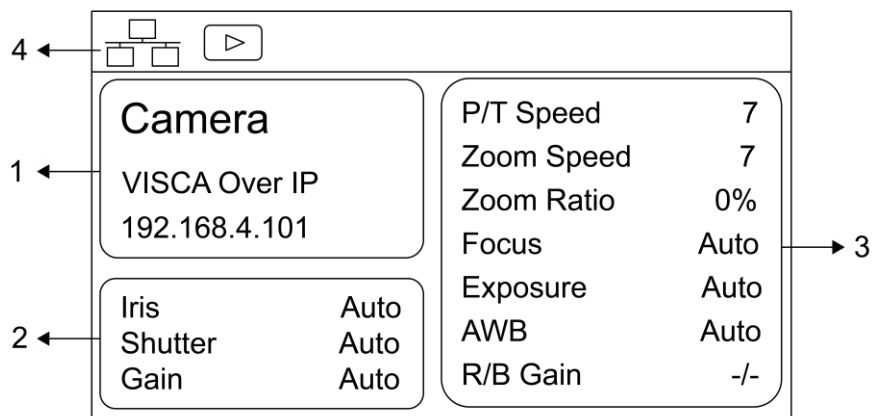 4
Camera
1
VISCA Over IP
192.168.4.101
Iris Auto
2
Shutter Auto
Gain Auto
P/T Speed 7
Zoom Speed 7
Zoom Ratio 0%
Focus Auto
3
Exposure Auto
AWB Auto
R/B Gain -/-